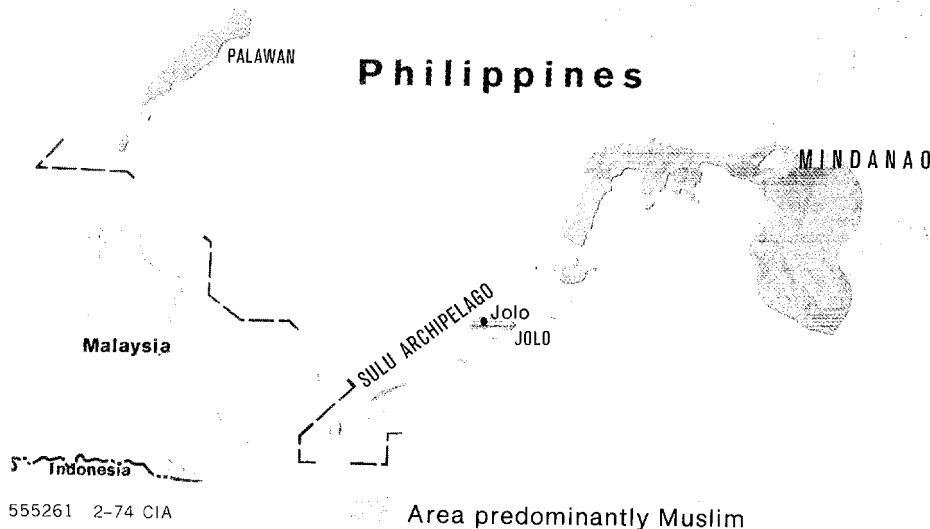 PALAWAN
Philippines
MINDANAO
SULU ARCHIPELAGO
Jolo
JOLO
Malaysia
Indonesia
555261 2-74 CIA
Area predominantly Muslim